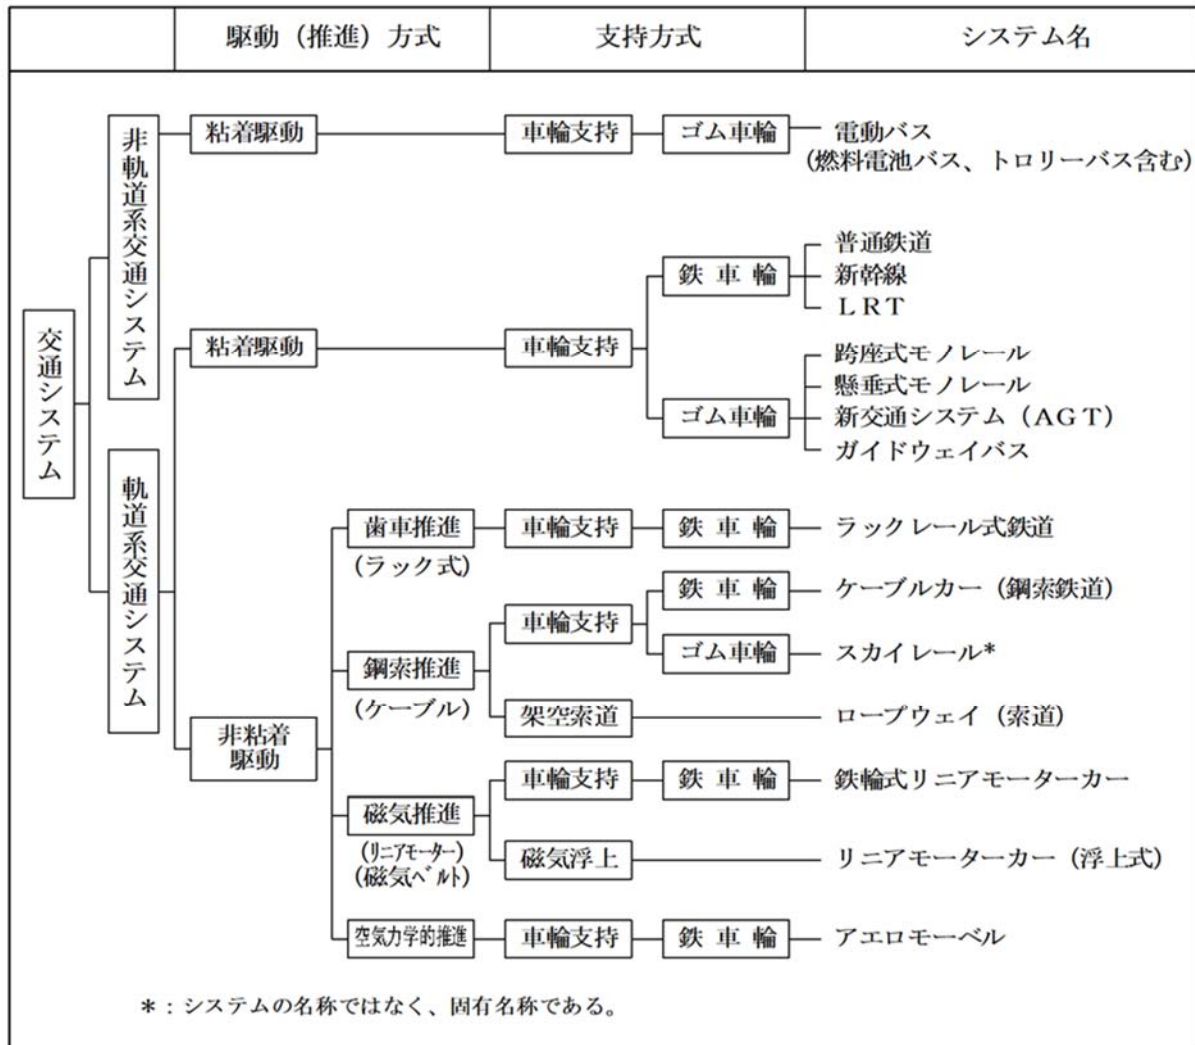 駆動（推進）方式
支持方式
システム名
交通システム
非軌道系交通システム
粘着駆動
車輪支持
ゴム車輪
電動バス
(燃料電池バス、トロリーバス含む)
軌道系交通システム
粘着駆動
車輪支持
鉄車輪
普通鉄道
新幹線
ＬＲＴ
ゴム車輪
跨座式モノレール
懸垂式モノレール
新交通システム（AGT）
ガイドウェイバス
非粘着
駆動
歯車推進
(ラック式)
車輪支持
鉄車輪
ラックレール式鉄道
鋼索推進
(ケーブル)
車輪支持
鉄車輪
ケーブルカー（鋼索鉄道）
ゴム車輪
スカイレール*
架空索道
ロープウェイ（索道）
磁気推進
(リニアモーター)
(磁気ベルト)
車輪支持
鉄車輪
鉄輪式リニアモーターカー
磁気浮上
リニアモーターカー（浮上式）
空気力学的推進
車輪支持
鉄車輪
アエロモーベル
*：システムの名称ではなく、固有名称である。